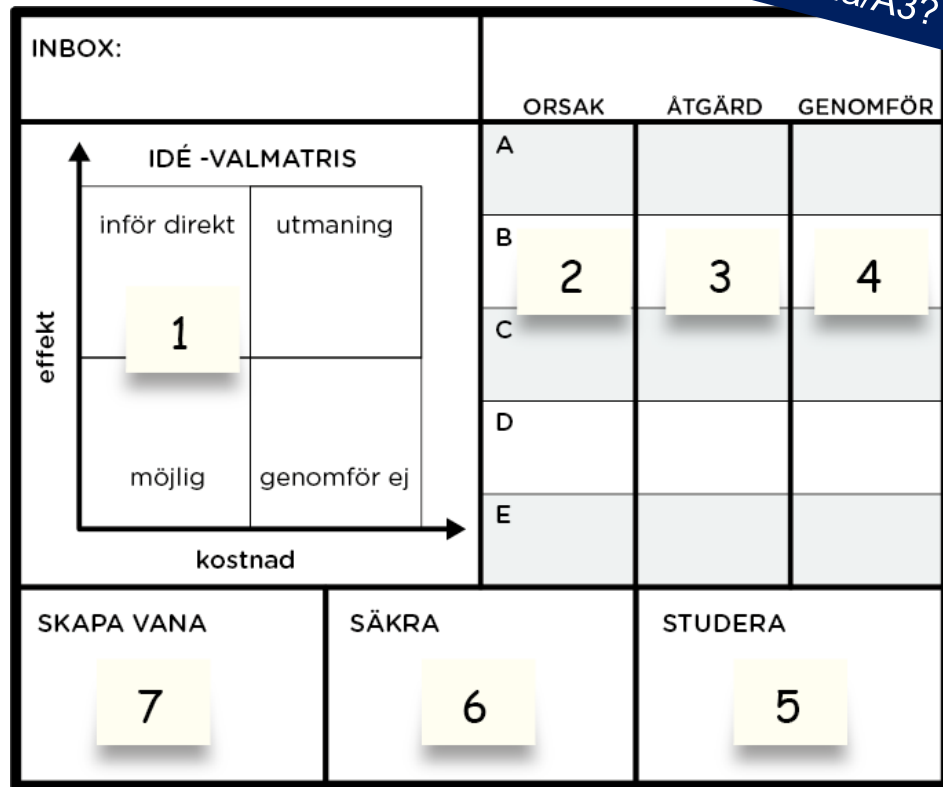 INBOX:
ORSAK ÅTGÄRD GENOMFÖR
IDÉ -VALMATRIS
inför direkt utmaning
1
möjlig genomför ej
effekt
kostnad
A
B
2 3 4
C
D
E
SKAPA VANA
7
SÄKRA
6
STUDERA
5